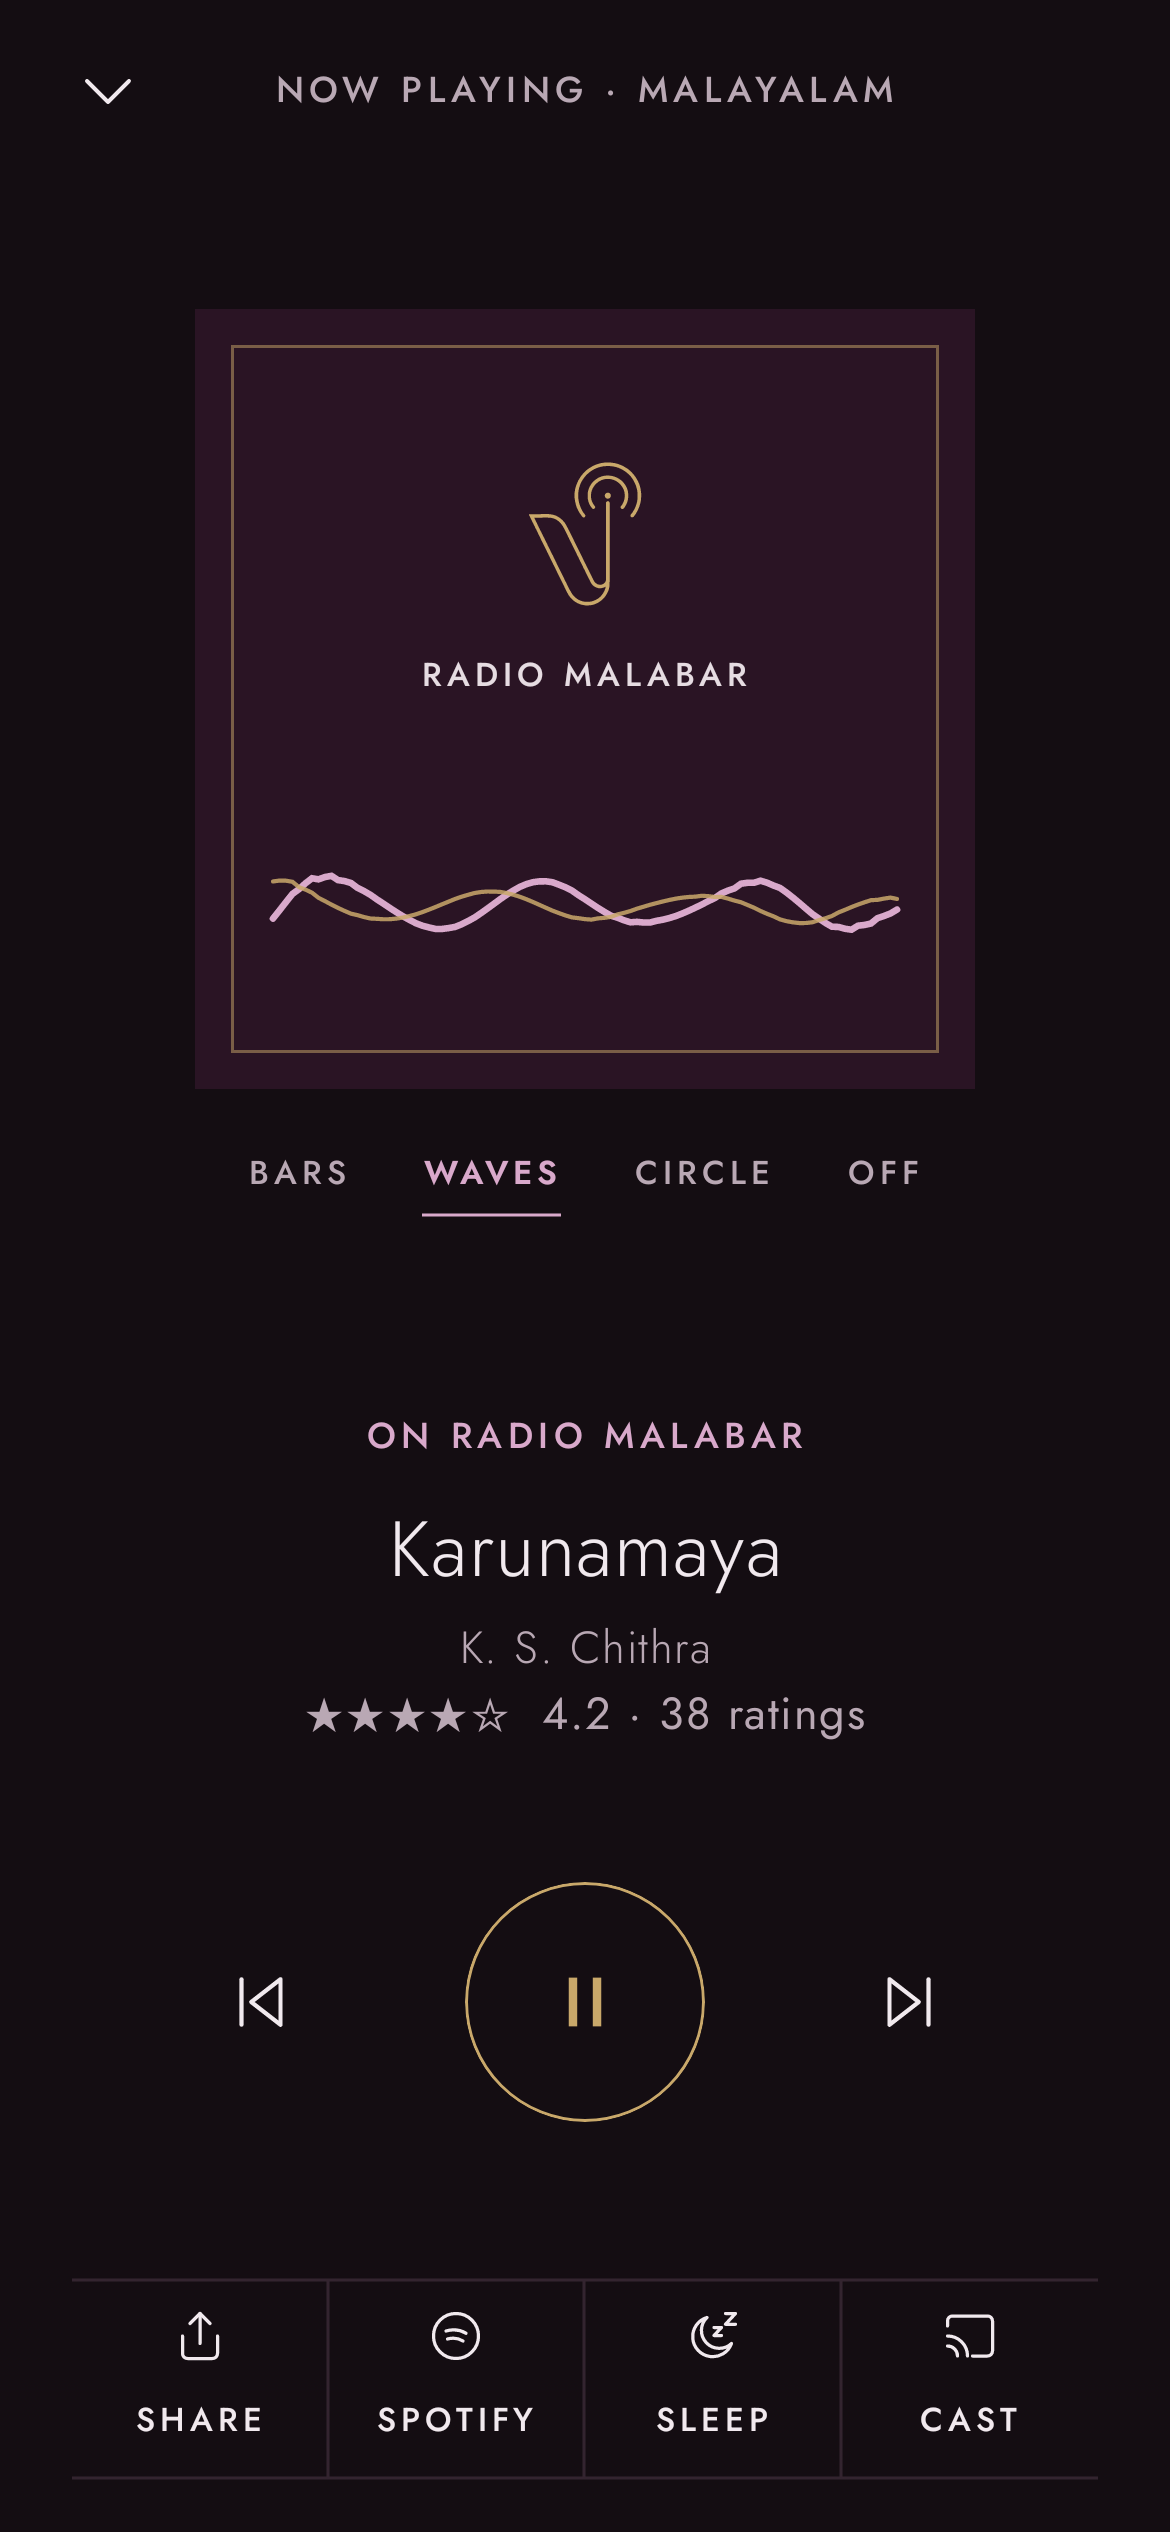 NOW PLAYING · MALAYALAM
RADIO MALABAR
BARS WAVES CIRCLE OFF
ON RADIO MALABAR
Karunamaya
K. S. Chithra
★★★★☆ 4.2 · 38 ratings
SHARE SPOTIFY SLEEP CAST